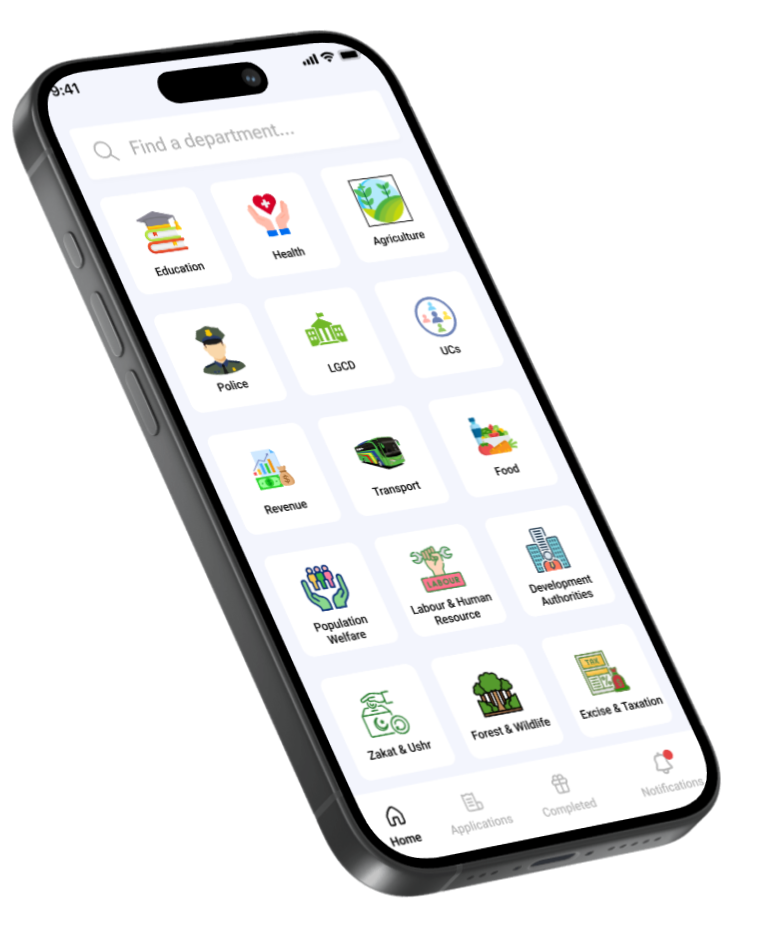 9:41
Find a department...
Education
Health
Agriculture
Police
LGCD
UCs
Revenue
Transport
Food
Population
Welfare
LABOUR
Labour & Human
Resource
Development
Authorities
Zakat & Ushr
Forest & Wildlife
TAX
Excise & Taxation
Home
Applications
Completed
Notifications